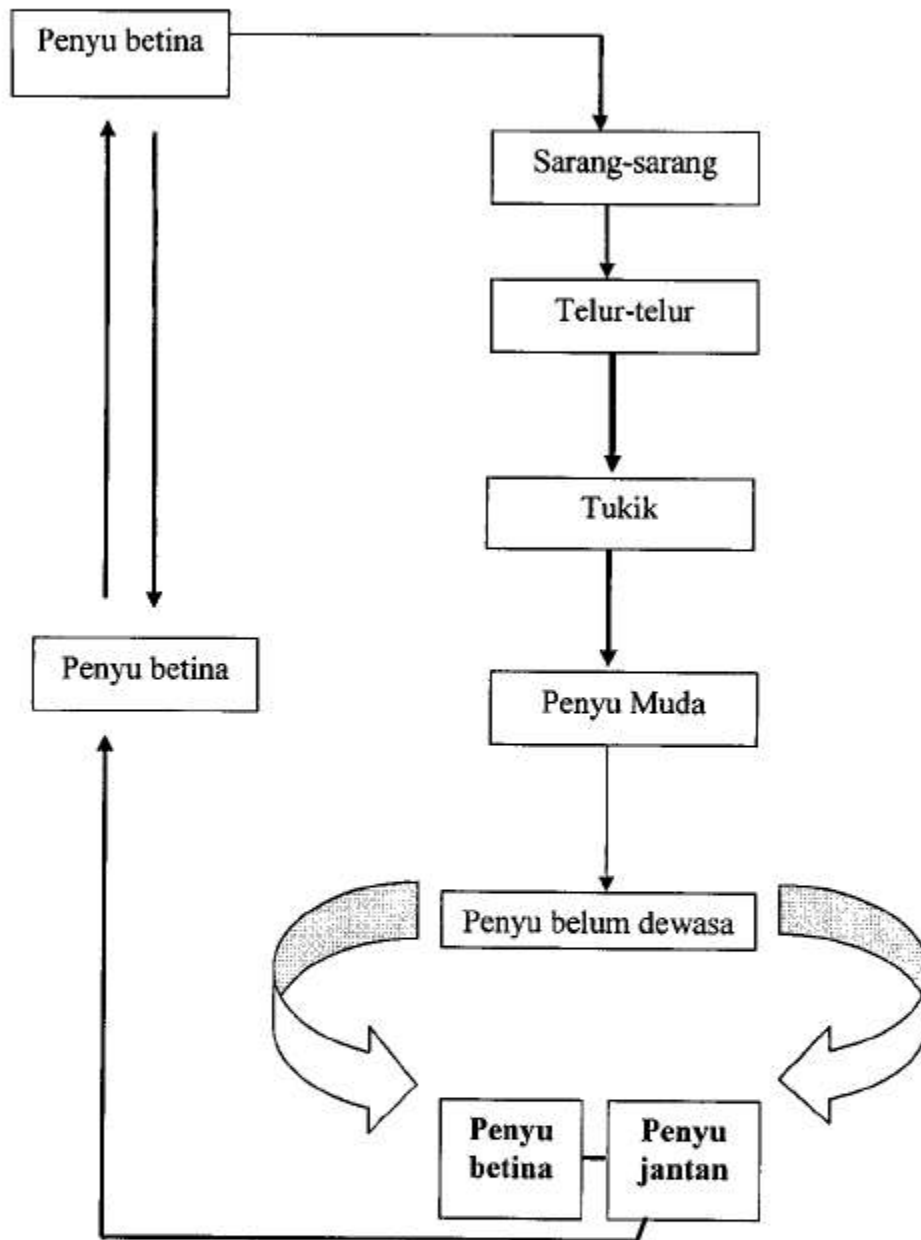 Penyu betina
Sarang-sarang
Telur-telur
Tukik
Penyu betina
Penyu Muda
Penyu belum dewasa
Penyu
betina
Penyu
jantan